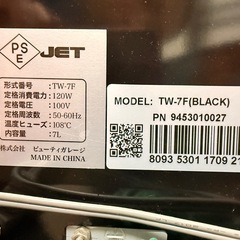 PS
E
JET
形式番号: TW-7F
定格消費電力: 120W
定格電圧: 100V
定格周波数: 50-60Hz
温度ヒューズ: 108℃
内容量: 7L
株式会社 ビューティガレージ
MADE IN CHINA
MODEL: TW-7F(BLACK)
PN 9453010027
8093 5301 1709 21